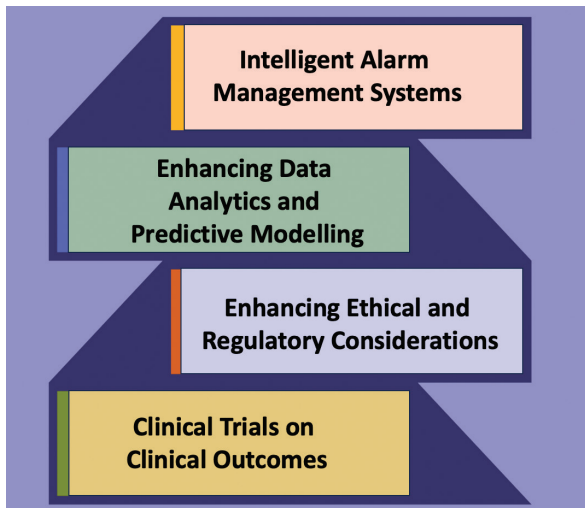 Intelligent Alarm
Management Systems
Enhancing Data
Analytics and
Predictive Modelling
Enhancing Ethical and
Regulatory Considerations
Clinical Trials on
Clinical Outcomes